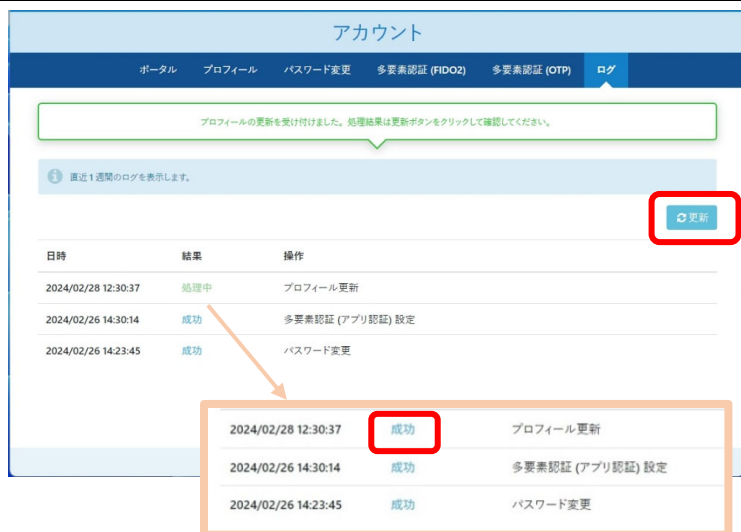 アカウント
ポータル プロフィール パスワード変更 多要素認証 (FIDO2) 多要素認証 (OTP) ログ
プロフィールの更新を受け付けました。処理結果は更新ボタンをクリックして確認してください。
直近1週間のログを表示します。
更新
日時 結果 操作
2024/02/28 12:30:37 処理中 プロフィール更新
2024/02/26 14:30:14 成功 多要素認証 (アプリ認証) 設定
2024/02/26 14:23:45 成功 パスワード変更
2024/02/28 12:30:37 成功 プロフィール更新
2024/02/26 14:30:14 成功 多要素認証 (アプリ認証) 設定
2024/02/26 14:23:45 成功 パスワード変更